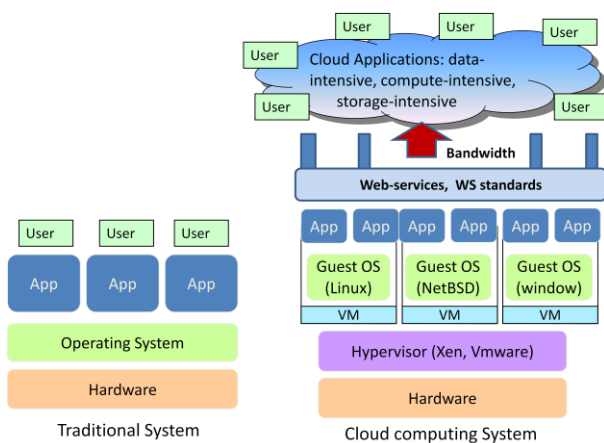 User
User
User
User
Cloud Applications: data-
intensive, compute-intensive,
storage-intensive
User
User
Bandwidth
Web-services, WS standards
User
User
User
App
App
App
Operating System
Hardware
Traditional System
App
App
App
App
App
App
Guest OS
(Linux)
Guest OS
(NetBSD)
Guest OS
(window)
VM
VM
VM
Hypervisor (Xen, Vmware)
Hardware
Cloud computing System